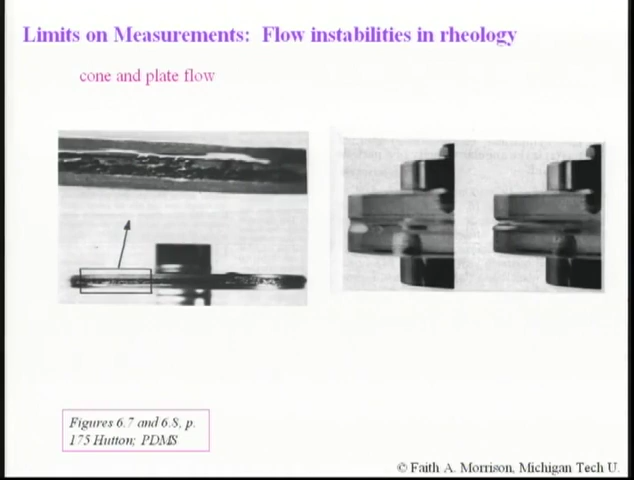 Limits on Measurements: Flow instabilities in rheology
cone and plate flow
Figures 6.7 and 6.8, p.
175 Hutton; PDMS
© Faith A. Morrison, Michigan Tech U.